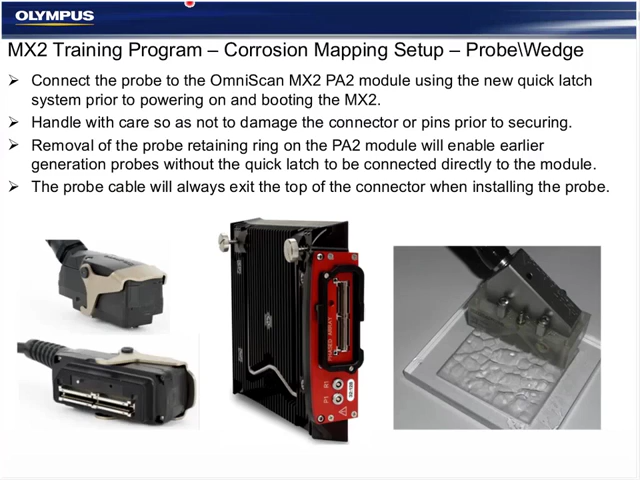 OLYMPUS
MX2 Training Program – Corrosion Mapping Setup – Probe\Wedge
➢ Connect the probe to the OmniScan MX2 PA2 module using the new quick latch
system prior to powering on and booting the MX2.
➢ Handle with care so as not to damage the connector or pins prior to securing.
➢ Removal of the probe retaining ring on the PA2 module will enable earlier
generation probes without the quick latch to be connected directly to the module.
➢ The probe cable will always exit the top of the connector when installing the probe.
PHASED ARRAY
P1 R1